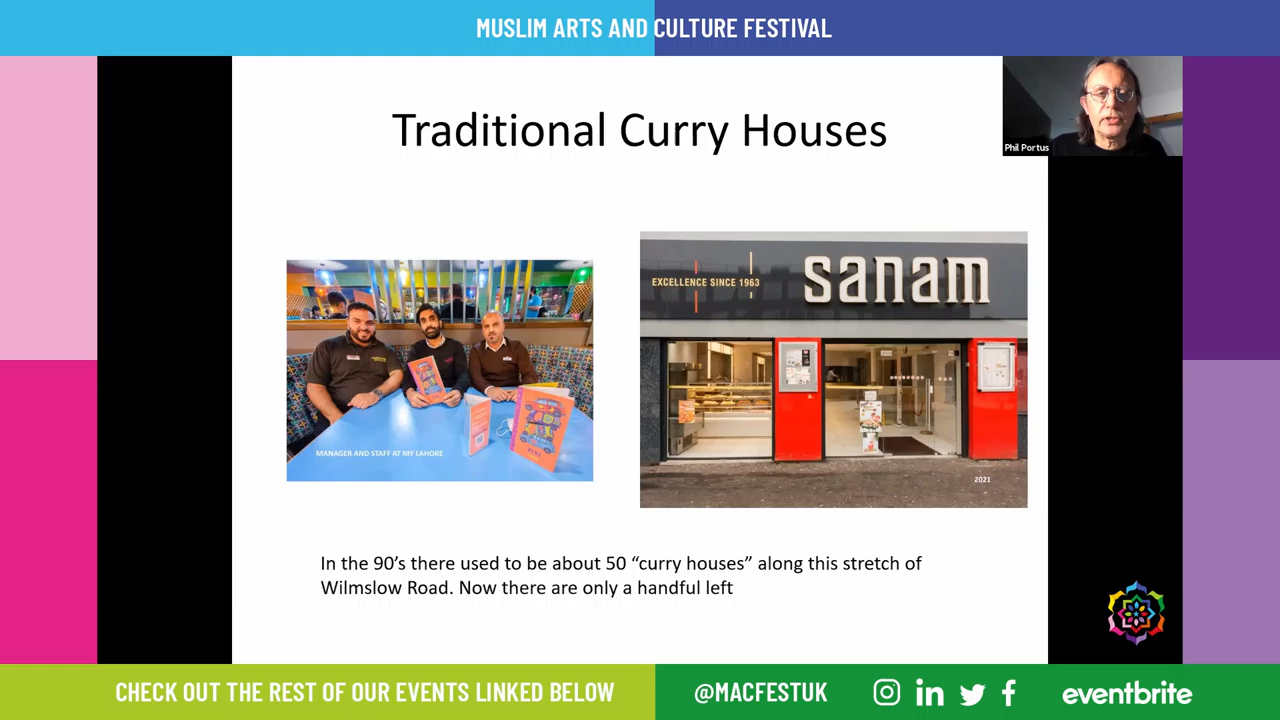 MUSLIM ARTS AND CULTURE FESTIVAL
Traditional Curry Houses
Phil Portus
EXCELLENCE SINCE 1963
sanam
MENU
MANAGER AND STAFF AT MY LAHORE
2021
In the 90's there used to be about 50 “curry houses” along this stretch of
Wilmslow Road. Now there are only a handful left
CHECK OUT THE REST OF OUR EVENTS LINKED BELOW
@MACFESTUK
eventbrite